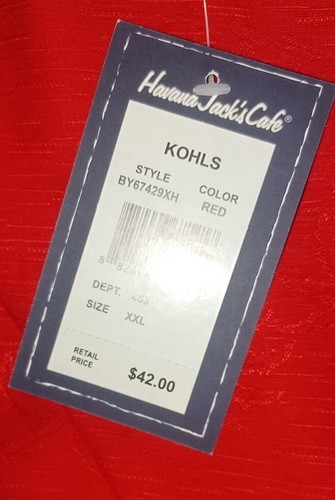 Havana Jack's Cafe®
KOHLS
STYLE COLOR
BY67429XH RED
DEPT.
SIZE XXL
RETAIL
PRICE $42.00